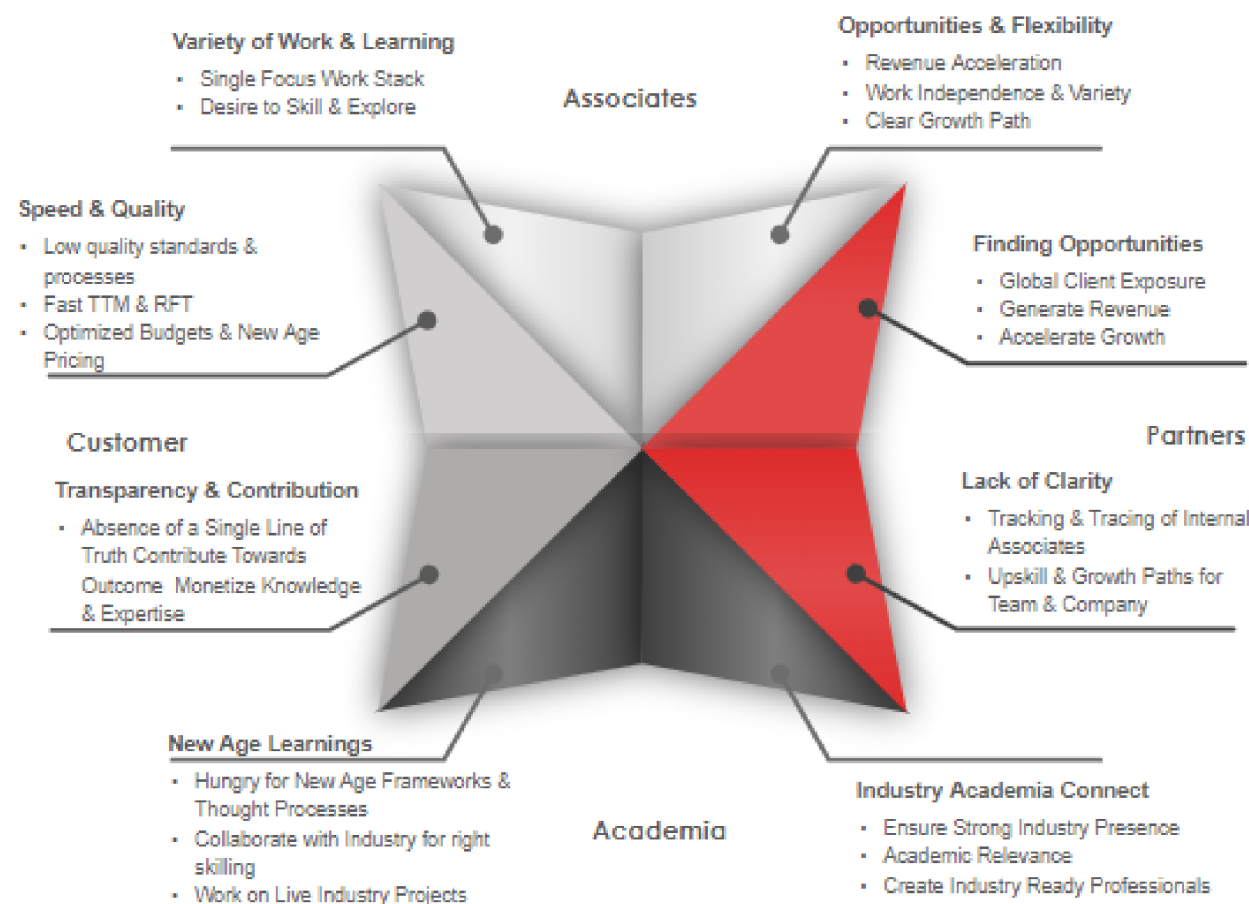 Variety of Work & Learning
▪ Single Focus Work Stack
▪ Desire to Skill & Explore
Associates
Opportunities & Flexibility
▪ Revenue Acceleration
▪ Work Independence & Variety
▪ Clear Growth Path
Speed & Quality
▪ Low quality standards &
processes
▪ Fast TTM & RFT
▪ Optimized Budgets & New Age
Pricing
Finding Opportunities
▪ Global Client Exposure
▪ Generate Revenue
▪ Accelerate Growth
Customer
Partners
Transparency & Contribution
▪ Absence of a Single Line of
Truth Contribute Towards
Outcome Monetize Knowledge
& Expertise
Lack of Clarity
▪ Tracking & Tracing of Internal
Associates
▪ Upskill & Growth Paths for
Team & Company
New Age Learnings
▪ Hungry for New Age Frameworks &
Thought Processes
▪ Collaborate with Industry for right
skilling
▪ Work on Live Industry Projects
Academia
Industry Academia Connect
▪ Ensure Strong Industry Presence
▪ Academic Relevance
▪ Create Industry Ready Professionals